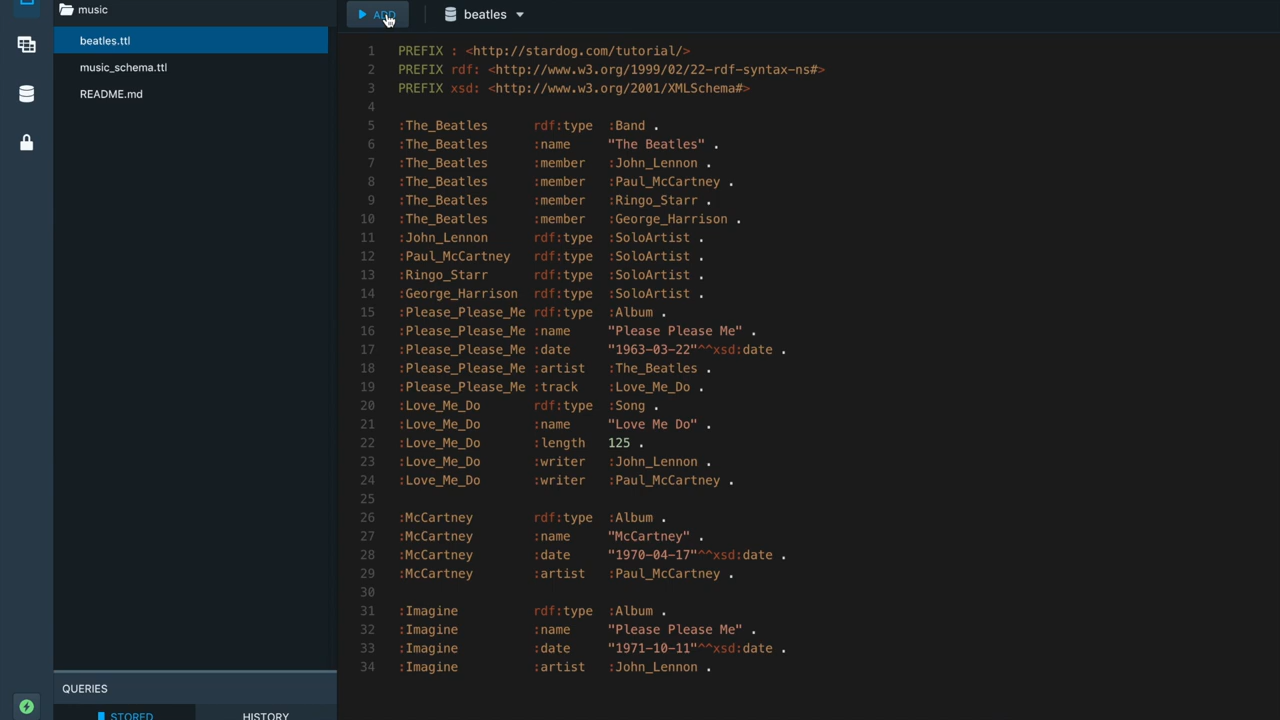 music
ADD
beatles
beatles.ttl
music_schema.ttl
README.md
1 PREFIX : <http://stardog.com/tutorial/>
2 PREFIX rdf: <http://www.w3.org/1999/02/22-rdf-syntax-ns#>
3 PREFIX xsd: <http://www.w3.org/2001/XMLSchema#>
4
5 :The_Beatles rdf:type :Band .
6 :The_Beatles :name "The Beatles" .
7 :The_Beatles :member :John_Lennon .
8 :The_Beatles :member :Paul_McCartney .
9 :The_Beatles :member :Ringo_Starr .
10 :The_Beatles :member :George_Harrison .
11 :John_Lennon rdf:type :SoloArtist .
12 :Paul_McCartney rdf:type :SoloArtist .
13 :Ringo_Starr rdf:type :SoloArtist .
14 :George_Harrison rdf:type :SoloArtist .
15 :Please_Please_Me rdf:type :Album .
16 :Please_Please_Me :name "Please Please Me" .
17 :Please_Please_Me :date "1963-03-22"^^xsd:date .
18 :Please_Please_Me :artist :The_Beatles .
19 :Please_Please_Me :track :Love_Me_Do .
20 :Love_Me_Do rdf:type :Song .
21 :Love_Me_Do :name "Love Me Do" .
22 :Love_Me_Do :length 125 .
23 :Love_Me_Do :writer :John_Lennon .
24 :Love_Me_Do :writer :Paul_McCartney .
25
26 :McCartney rdf:type :Album .
27 :McCartney :name "McCartney" .
28 :McCartney :date "1970-04-17"^^xsd:date .
29 :McCartney :artist :Paul_McCartney .
30
31 :Imagine rdf:type :Album .
32 :Imagine :name "Please Please Me" .
33 :Imagine :date "1971-10-11"^^xsd:date .
34 :Imagine :artist :John_Lennon .
QUERIES
STORED
HISTORY